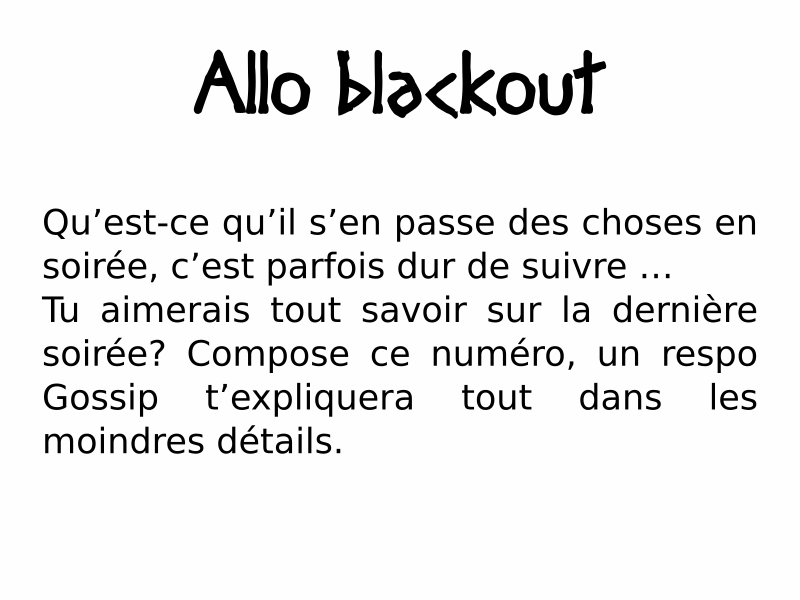 Allo blackout
Qu’est-ce qu’il s’en passe des choses en
soirée, c’est parfois dur de suivre …
Tu aimerais tout savoir sur la dernière
soirée? Compose ce numéro, un respo
Gossip t’expliquera tout dans les
moindres détails.